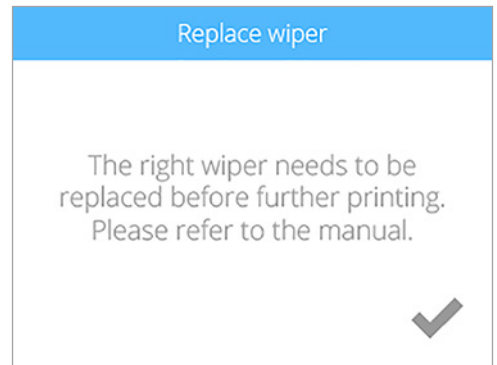 Replace wiper
The right wiper needs to be
replaced before further printing.
Please refer to the manual.